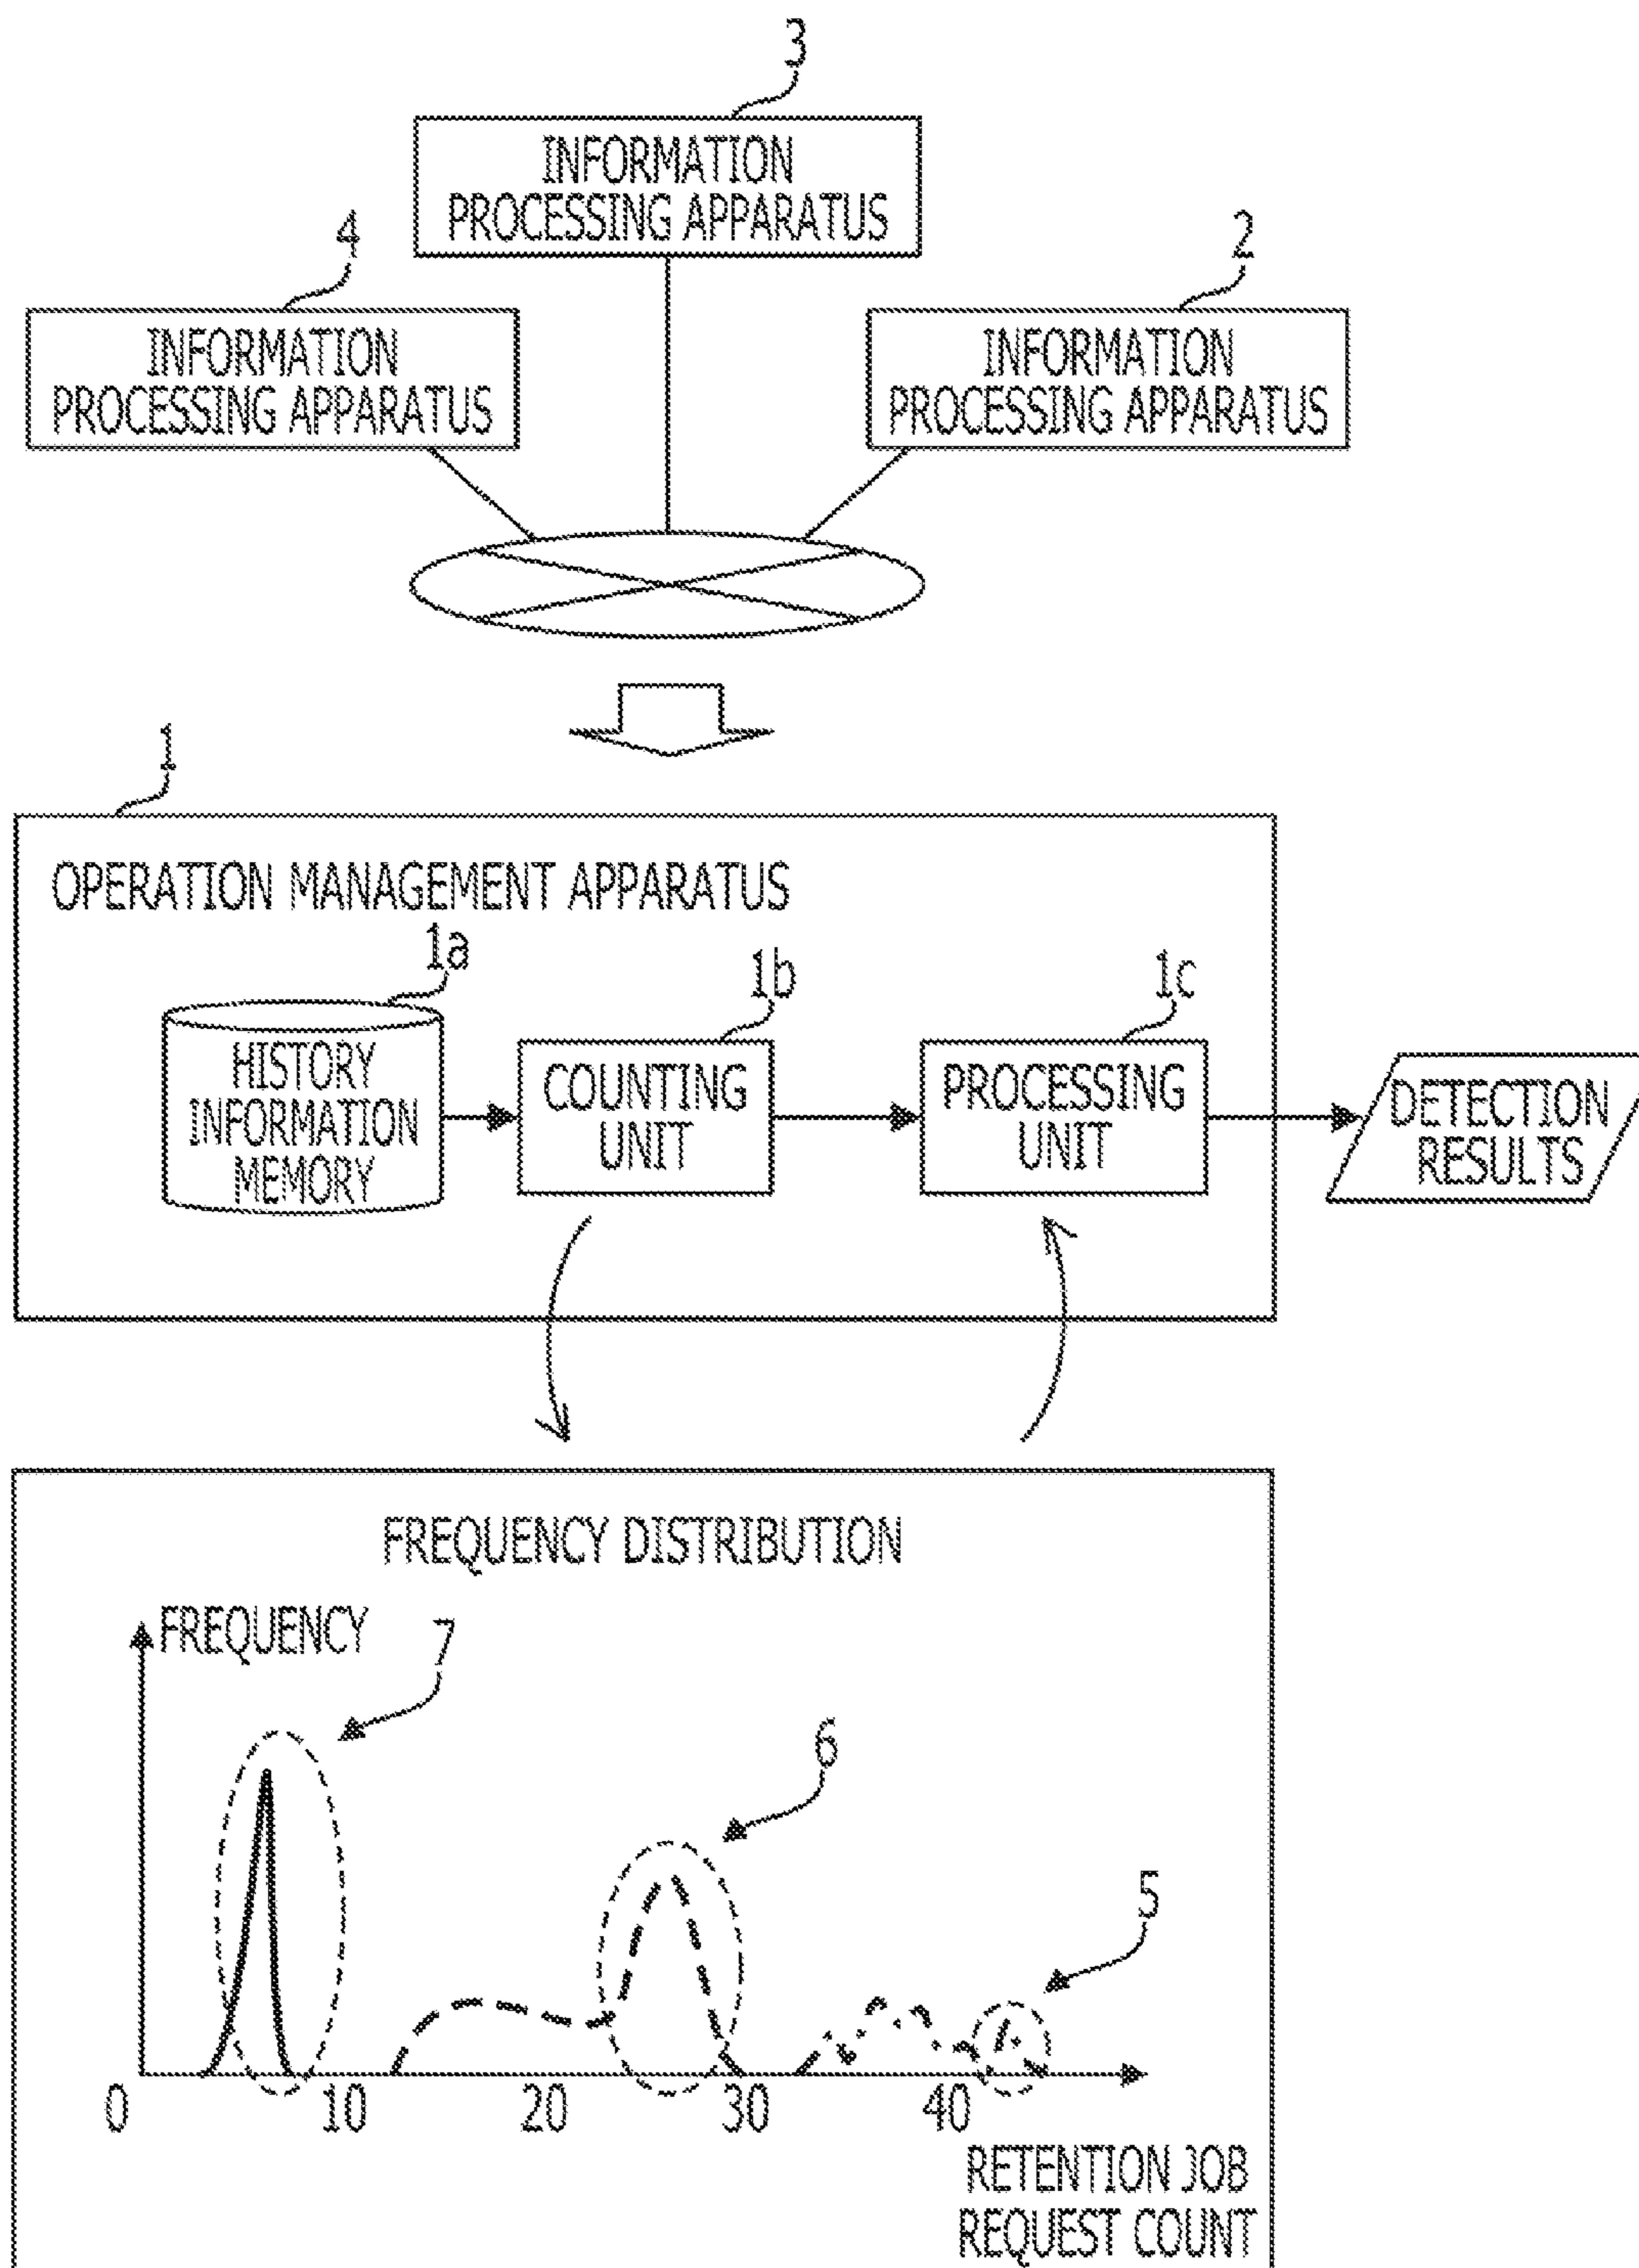 3
INFORMATION
PROCESSING APPARATUS
4
2
INFORMATION
PROCESSING APPARATUS
INFORMATION
PROCESSING APPARATUS
1
OPERATION MANAGEMENT APPARATUS
1a
1b
1c
HISTORY
INFORMATION
MEMORY
COUNTING
UNIT
PROCESSING
UNIT
DETECTION
RESULTS
FREQUENCY DISTRIBUTION
FREQUENCY
7
6
5
0 10 20 30 40
RETENTION JOB
REQUEST COUNT